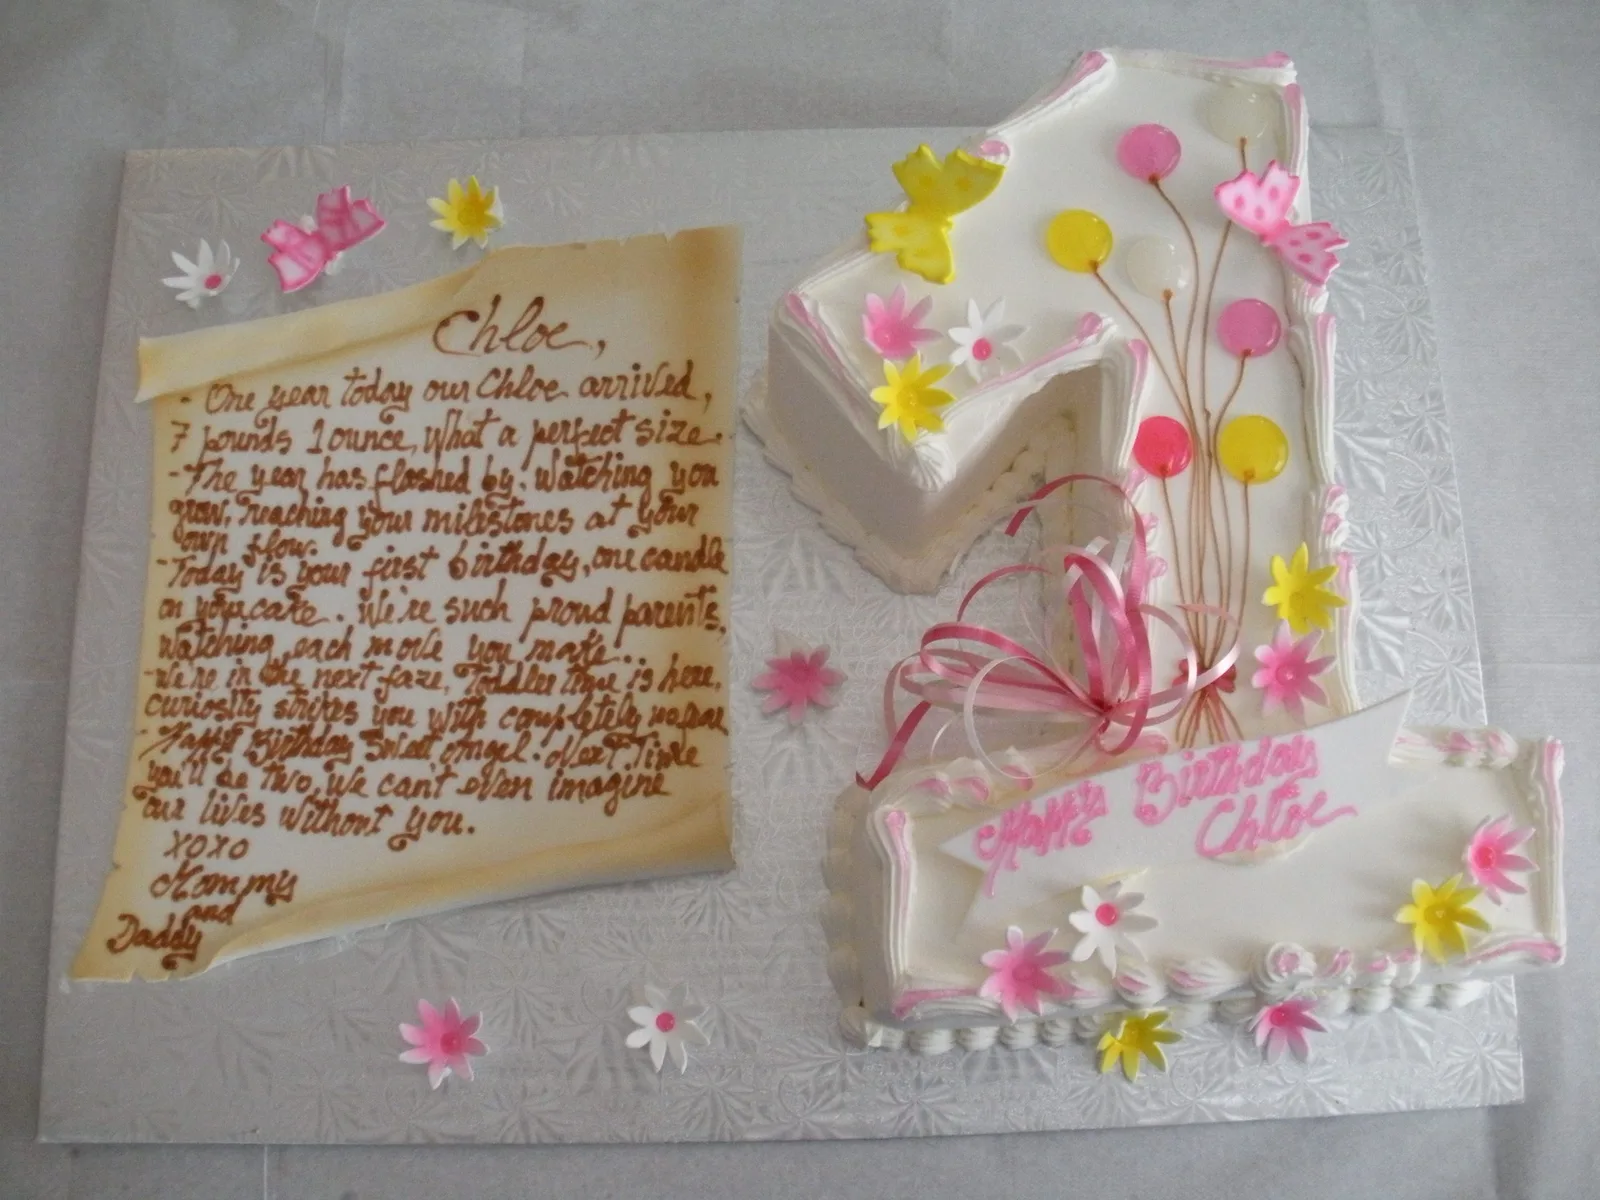 Chloe,
- One year today our Chloe arrived,
7 pounds 1 ounce, What a perfect size.
- The year has flashed by. Watching you
grow, reaching your milestones at your
own flow.
- Today is your first birthday, one candle
on your cake. We're such proud parents,
watching each move you make.
- We're in the next faze, Toddler time is here,
curiosity strikes you with completely no fear
- Happy Birthday Sweet Angel. Next Time
you'll be two, we can't even imagine
our lives without you.
XOXO
Mommy
and
Daddy
Happy Birthday
Chloe